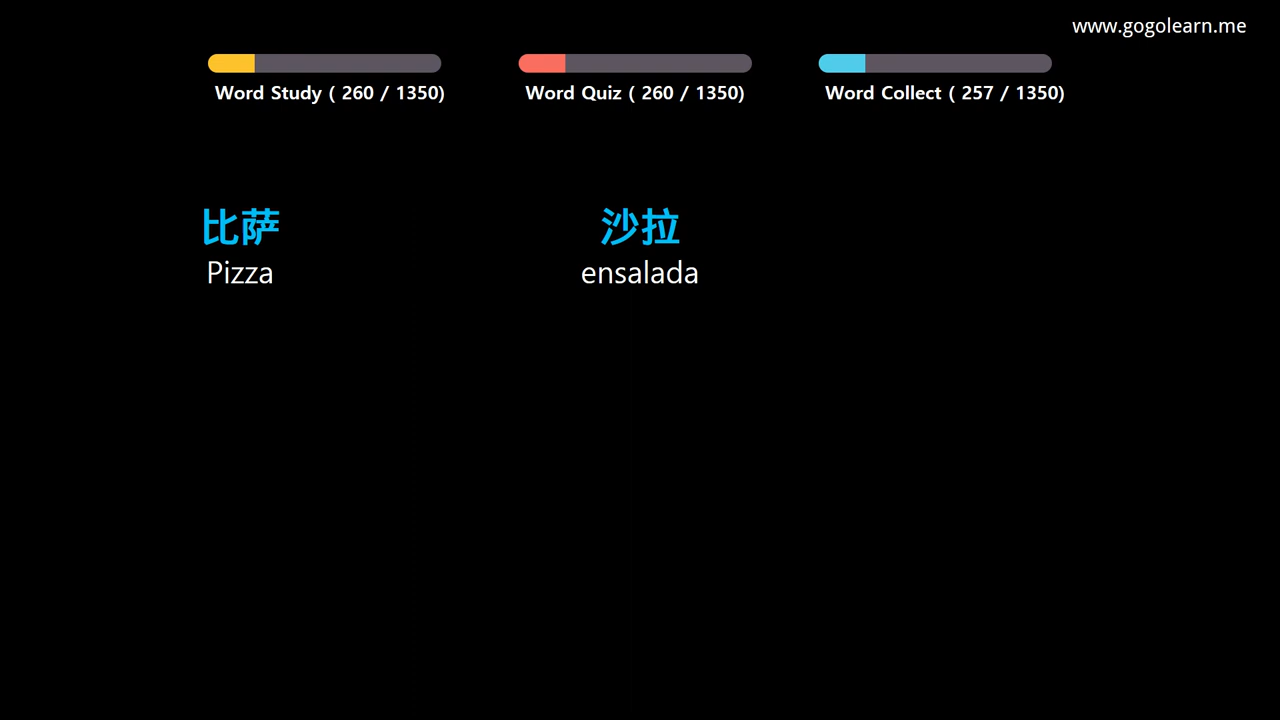 www.gogolearn.me
Word Study ( 260 / 1350)
Word Quiz ( 260 / 1350)
Word Collect ( 257 / 1350)
比萨
Pizza
沙拉
ensalada